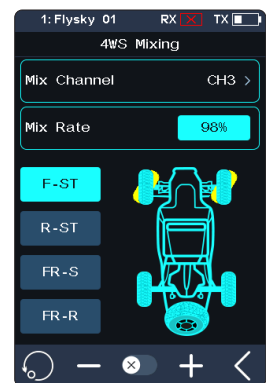 1: Flysky 01 RX TX
4WS Mixing
Mix Channel CH3 >
Mix Rate 98%
F-ST
R-ST
FR-S
FR-R